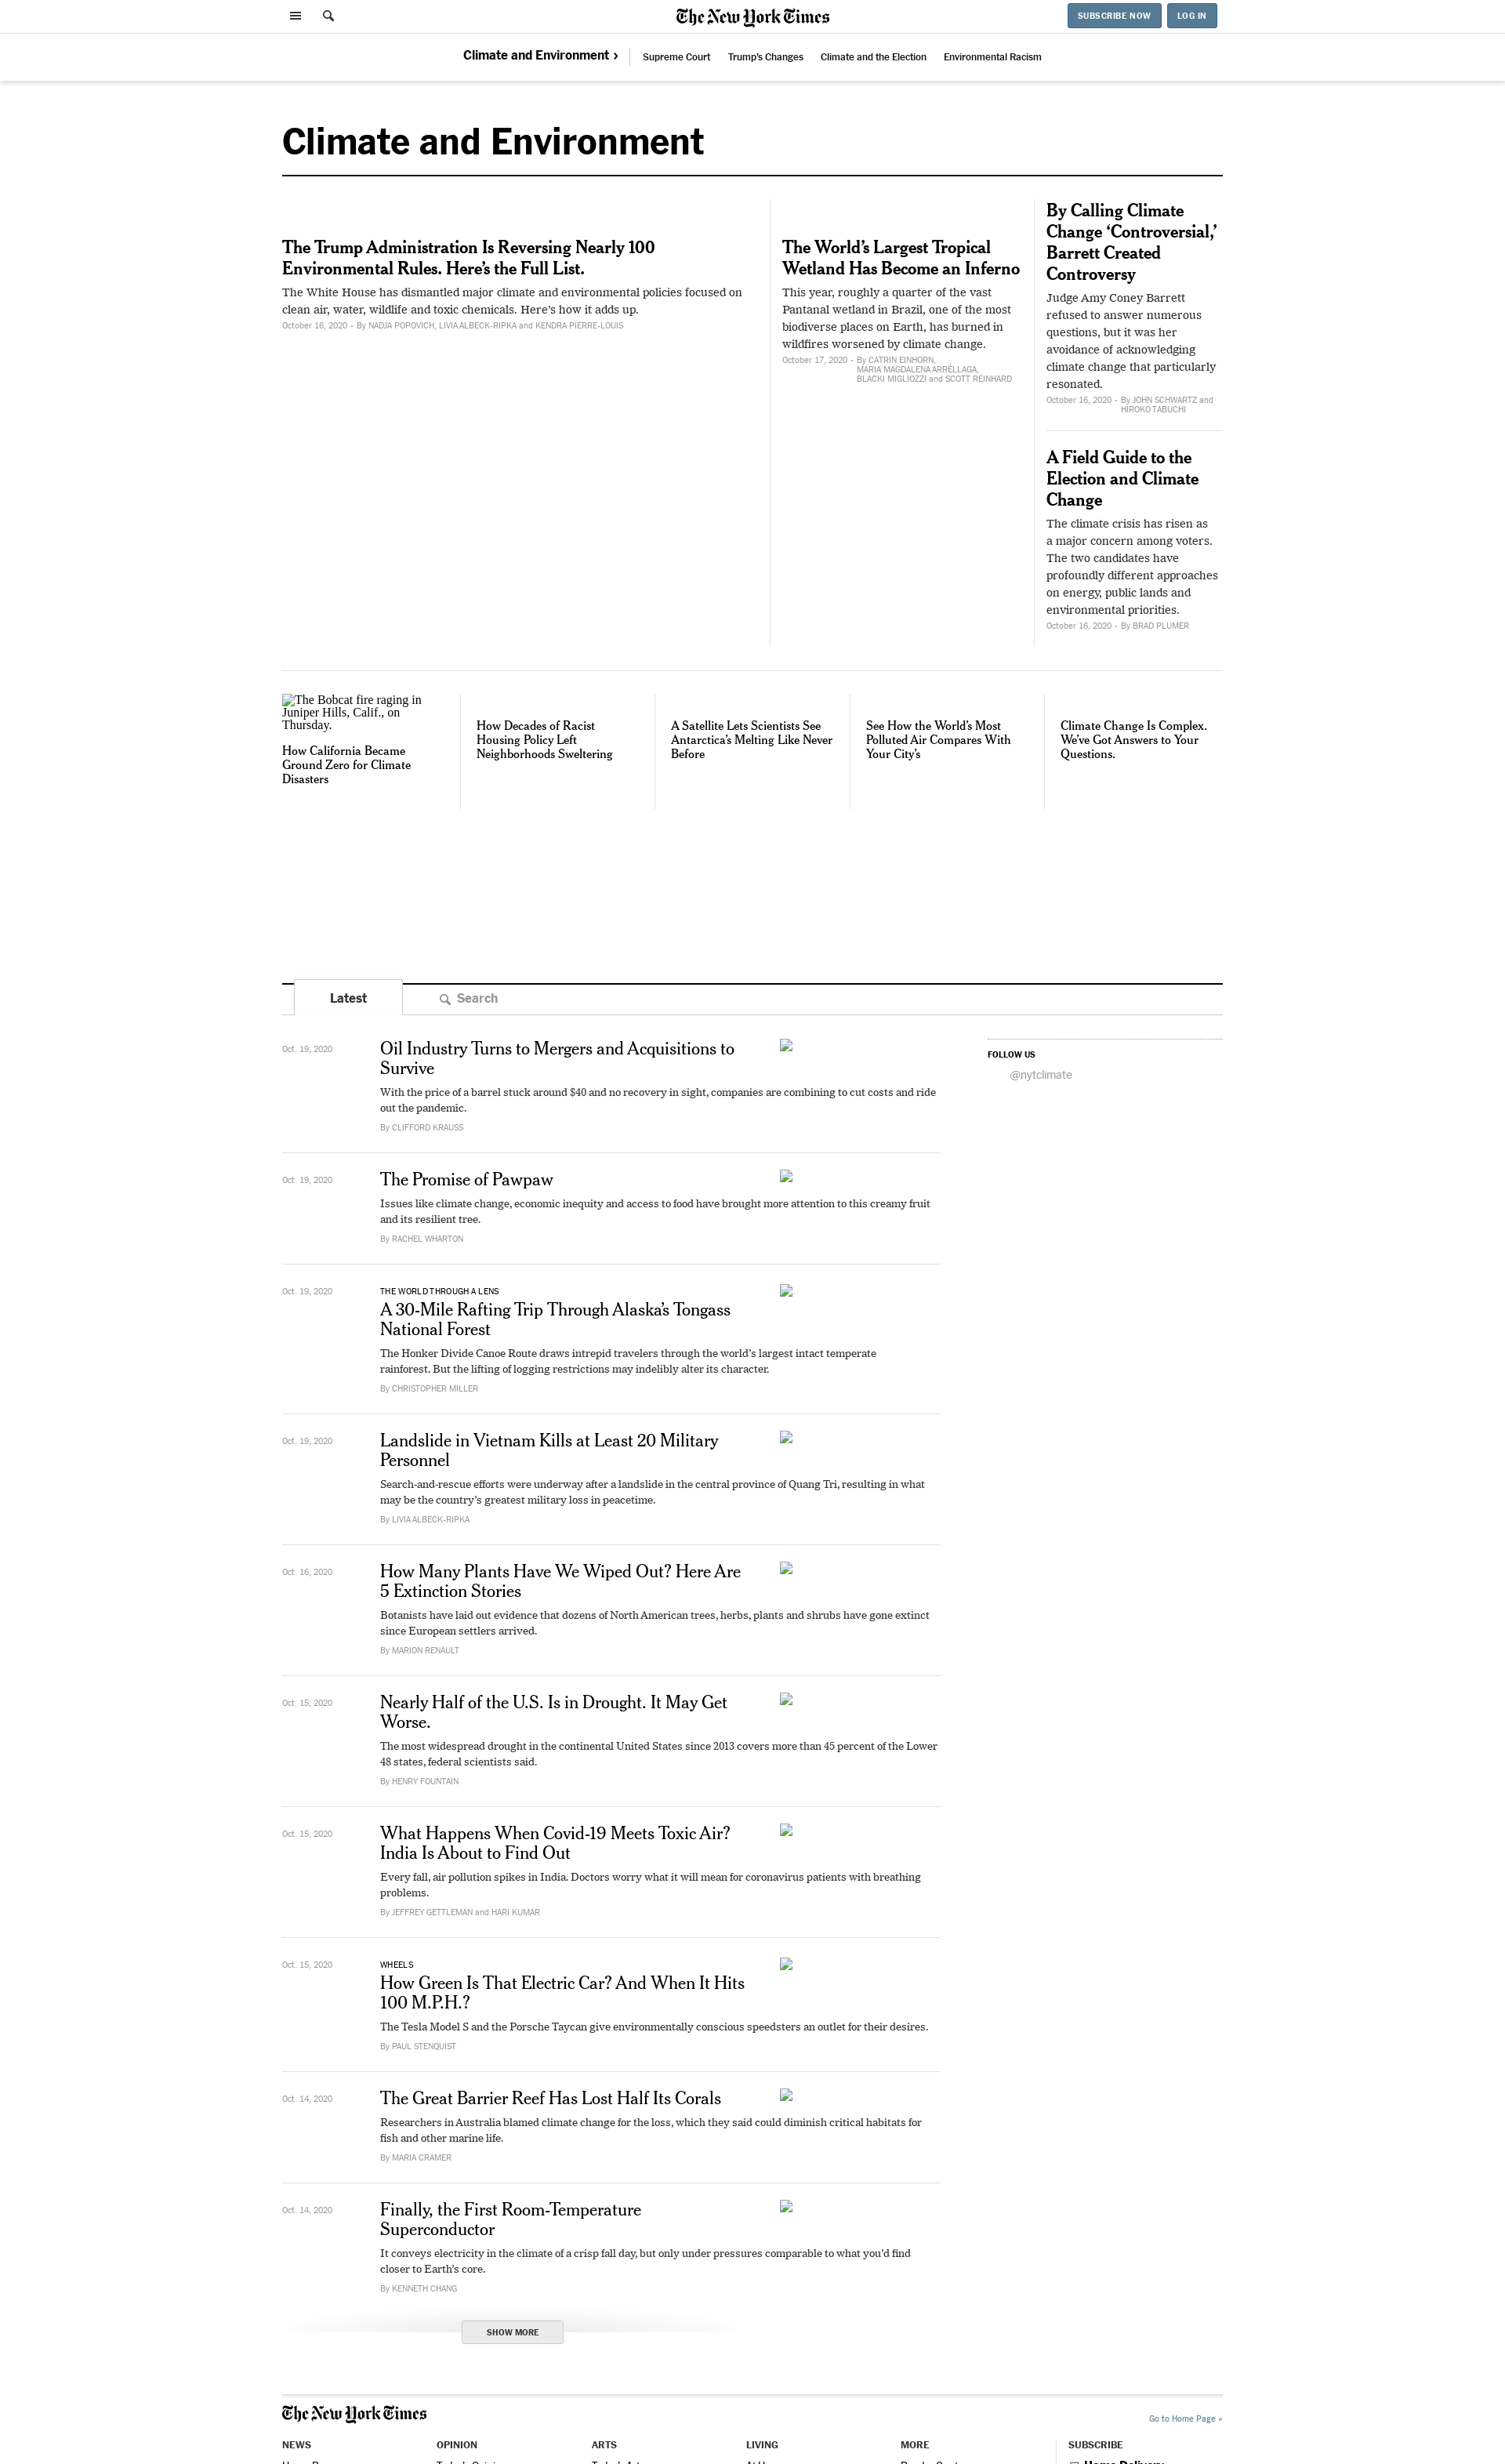 The New York Times
SUBSCRIBE NOW
LOG IN
Climate and Environment ›
Supreme Court
Trump's Changes
Climate and the Election
Environmental Racism
Climate and Environment
The Trump Administration Is Reversing Nearly 100
Environmental Rules. Here's the Full List.
The White House has dismantled major climate and environmental policies focused on
clean air, water, wildlife and toxic chemicals. Here's how it adds up.
October 16, 2020 • By NADJA POPOVICH, LIVIA ALBECK-RIPKA and KENDRA PIERRE-LOUIS
The World's Largest Tropical
Wetland Has Become an Inferno
This year, roughly a quarter of the vast
Pantanal wetland in Brazil, one of the most
biodiverse places on Earth, has burned in
wildfires worsened by climate change.
October 17, 2020 • By CATRIN EINHORN,
MARIA MAGDALENA ARRÉLLAGA,
BLACKI MIGLIOZZI and SCOTT REINHARD
By Calling Climate
Change 'Controversial,'
Barrett Created
Controversy
Judge Amy Coney Barrett
refused to answer numerous
questions, but it was her
avoidance of acknowledging
climate change that particularly
resonated.
October 16, 2020 • By JOHN SCHWARTZ and
HIROKO TABUCHI
A Field Guide to the
Election and Climate
Change
The climate crisis has risen as
a major concern among voters.
The two candidates have
profoundly different approaches
on energy, public lands and
environmental priorities.
October 16, 2020 • By BRAD PLUMER
The Bobcat fire raging in
Juniper Hills, Calif., on
Thursday.
How California Became
Ground Zero for Climate
Disasters
How Decades of Racist
Housing Policy Left
Neighborhoods Sweltering
A Satellite Lets Scientists See
Antarctica's Melting Like Never
Before
See How the World's Most
Polluted Air Compares With
Your City's
Climate Change Is Complex.
We've Got Answers to Your
Questions.
Latest
Search
Oct. 19, 2020
Oil Industry Turns to Mergers and Acquisitions to
Survive
With the price of a barrel stuck around $40 and no recovery in sight, companies are combining to cut costs and ride
out the pandemic.
By CLIFFORD KRAUSS
FOLLOW US
@nytclimate
Oct. 19, 2020
The Promise of Pawpaw
Issues like climate change, economic inequity and access to food have brought more attention to this creamy fruit
and its resilient tree.
By RACHEL WHARTON
Oct. 19, 2020
THE WORLD THROUGH A LENS
A 30-Mile Rafting Trip Through Alaska's Tongass
National Forest
The Honker Divide Canoe Route draws intrepid travelers through the world's largest intact temperate
rainforest. But the lifting of logging restrictions may indelibly alter its character.
By CHRISTOPHER MILLER
Oct. 19, 2020
Landslide in Vietnam Kills at Least 20 Military
Personnel
Search-and-rescue efforts were underway after a landslide in the central province of Quang Tri, resulting in what
may be the country's greatest military loss in peacetime.
By LIVIA ALBECK-RIPKA
Oct. 16, 2020
How Many Plants Have We Wiped Out? Here Are
5 Extinction Stories
Botanists have laid out evidence that dozens of North American trees, herbs, plants and shrubs have gone extinct
since European settlers arrived.
By MARION RENAULT
Oct. 15, 2020
Nearly Half of the U.S. Is in Drought. It May Get
Worse.
The most widespread drought in the continental United States since 2013 covers more than 45 percent of the Lower
48 states, federal scientists said.
By HENRY FOUNTAIN
Oct. 15, 2020
What Happens When Covid-19 Meets Toxic Air?
India Is About to Find Out
Every fall, air pollution spikes in India. Doctors worry what it will mean for coronavirus patients with breathing
problems.
By JEFFREY GETTLEMAN and HARI KUMAR
Oct. 15, 2020
WHEELS
How Green Is That Electric Car? And When It Hits
100 M.P.H.?
The Tesla Model S and the Porsche Taycan give environmentally conscious speedsters an outlet for their desires.
By PAUL STENQUIST
Oct. 14, 2020
The Great Barrier Reef Has Lost Half Its Corals
Researchers in Australia blamed climate change for the loss, which they said could diminish critical habitats for
fish and other marine life.
By MARIA CRAMER
Oct. 14, 2020
Finally, the First Room-Temperature
Superconductor
It conveys electricity in the climate of a crisp fall day, but only under pressures comparable to what you'd find
closer to Earth's core.
By KENNETH CHANG
SHOW MORE
The New York Times
Go to Home Page »
NEWS
OPINION
ARTS
LIVING
MORE
SUBSCRIBE